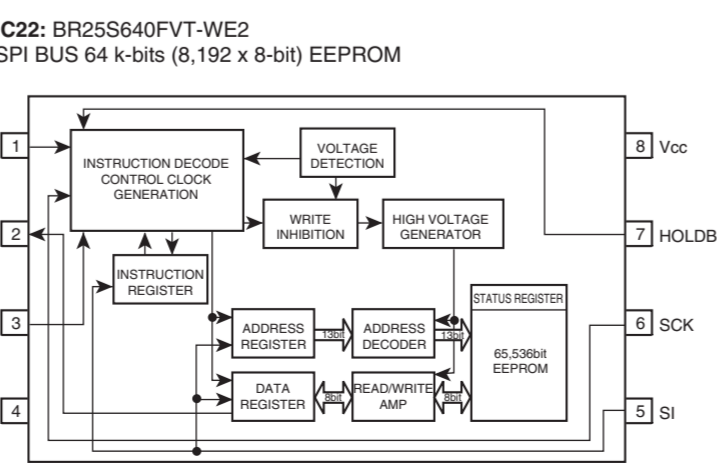 C22: BR25S640FVT-WE2
SPI BUS 64 k-bits (8,192 x 8-bit) EEPROM
1
INSTRUCTION DECODE
CONTROL CLOCK
GENERATION
VOLTAGE
DETECTION
8 Vcc
2
WRITE
INHIBITION
HIGH VOLTAGE
GENERATOR
7 HOLDB
INSTRUCTION
REGISTER
STATUS REGISTER
3
ADDRESS
REGISTER
13bit
ADDRESS
DECODER
13bit
6 SCK
65,536bit
EEPROM
4
DATA
REGISTER
8bit
READ/WRITE
AMP
8bit
5 SI